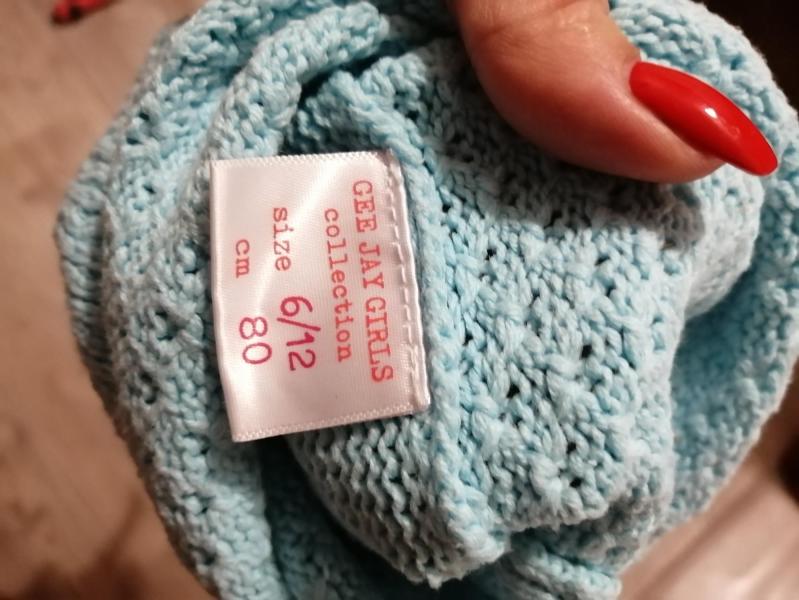 GEE JAY GIRLS
collection
size 6/12
cm 80